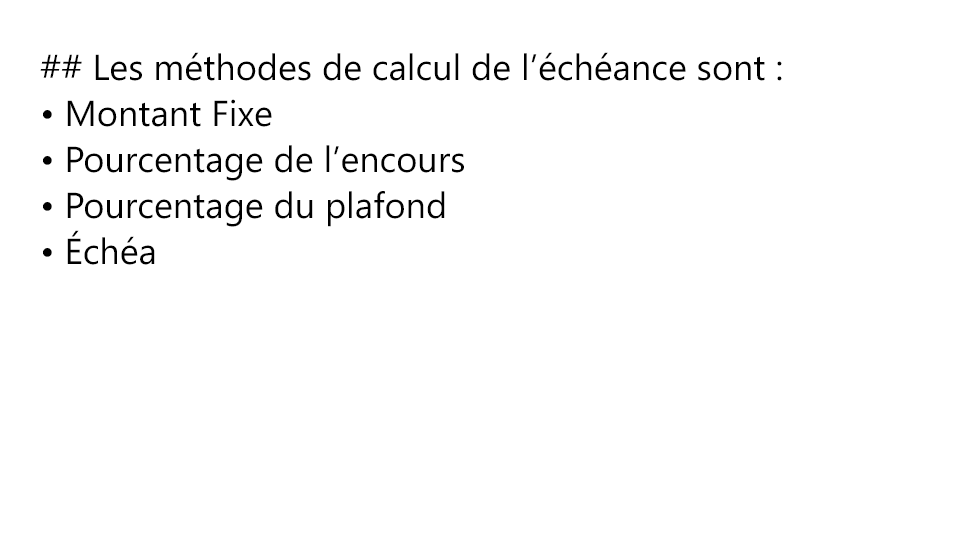 ## Les méthodes de calcul de l’échéance sont :
• Montant Fixe
• Pourcentage de l’encours
• Pourcentage du plafond
• Échéa